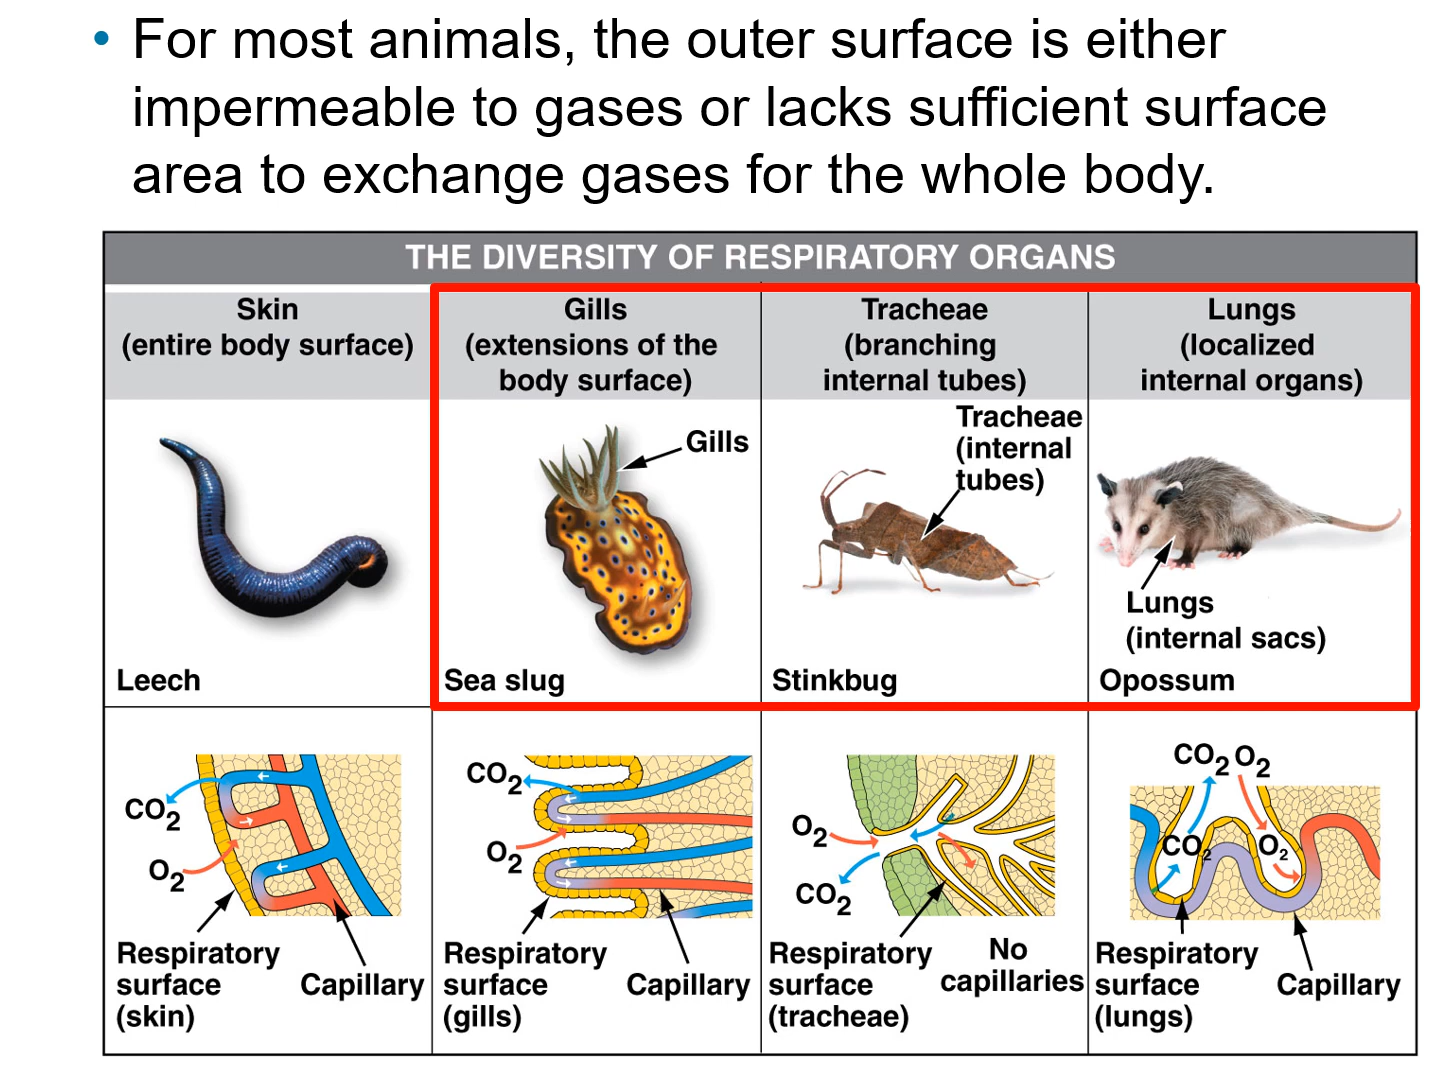 • For most animals, the outer surface is either
impermeable to gases or lacks sufficient surface
area to exchange gases for the whole body.
THE DIVERSITY OF RESPIRATORY ORGANS
Skin
(entire body surface)
Gills
(extensions of the
body surface)
Tracheae
(branching
internal tubes)
Lungs
(localized
internal organs)
Leech
Gills
Sea slug
Tracheae
(internal
tubes)
Stinkbug
Lungs
(internal sacs)
Opossum
CO2
O2
Respiratory
surface
(skin)
Capillary
CO2
O2
Respiratory
surface
(gills)
Capillary
O2
CO2
Respiratory
surface
(tracheae)
No
capillaries
CO2 O2
CO2 O2
Respiratory
surface
(lungs)
Capillary